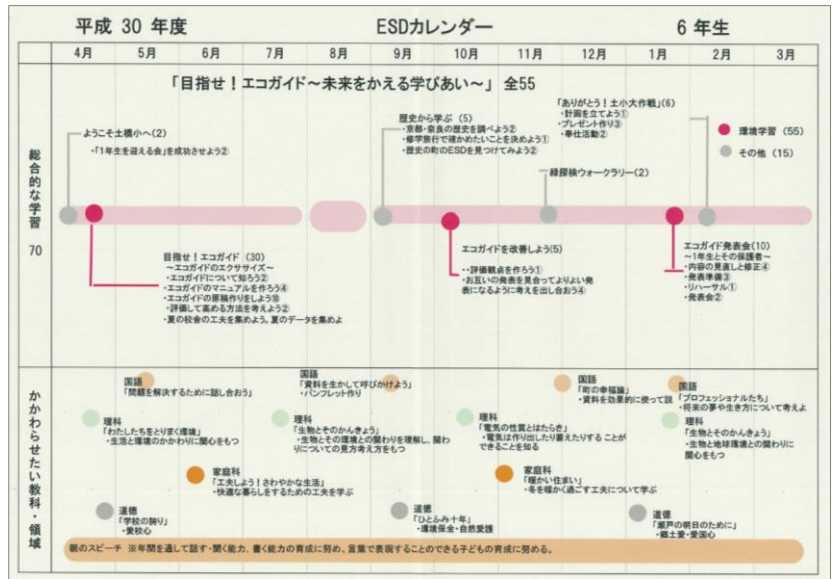 平成 30 年度 ESDカレンダー 6 年生
4月 5月 6月 7月 8月 9月 10月 11月 12月 1月 2月 3月
「目指せ！エコガイド～未来をかえる学びあい～」 全55
総合的な学習 70
ようこそ土橋小へ(2)
・「1年生を迎える会」を成功させよう②
目指せ！エコガイド (30)
～エコガイドのエクササイズ～
・エコガイドについて知ろう②
・エコガイドのマニュアルを作ろう④
・エコガイドの原稿作りをしよう⑱
・評価して高める方法を考えよう②
・夏の校舎の工夫を集めよう。夏のデータを集めよ
歴史から学ぶ (5)
・京都・奈良の歴史を調べよう②
・修学旅行で確かめたいことを決めよう①
・歴史の町のESDを見つけてみよう②
エコガイドを改善しよう(5)
・・評価観点を作ろう①
・お互いの発表を見合ってよりよい発
表になるように考えを出し合おう④
緑探検ウォークラリー(2)
「ありがとう！土小大作戦」(6)
・計画を立てよう①
・プレゼント作り③
・奉仕活動②
環境学習 (55)
その他 (15)
エコガイド発表会(10)
～1年生とその保護者～
・内容の見直しと修正④
・発表準備③
・リハーサル①
・発表会②
かかわらせたい教科・領域
国語
「問題を解決するために話し合おう」
国語
「資料を生かして呼びかけよう」
・パンフレット作り
国語
「町の幸福論」
・資料を効果的に使って説
国語
「プロフェッショナルたち」
・将来の夢や生き方について考えよ
理科
「わたしたちをとりまく環境」
・生活と環境のかかわりに関心をもつ
理科
「生物とそのかんきょう」
・生物とその環境との関わりを理解し、関わ
りについての見方考え方をもつ
理科
「電気の性質とはたらき」
・電気は作り出したり蓄えたりする ことが
できることを知る
理科
「生物とそのかんきょう」
・生物と地球環境との関わりに
関心をもつ
家庭科
「工夫しよう！さわやかな生活」
・快適な暮らしをするための工夫を学ぶ
家庭科
「暖かい住まい」
・冬を暖かく過ごす工夫について学ぶ
道徳
「学校の誇り」
・愛校心
道徳
「ひとふみ十年」
・環境保全・自然愛護
道徳
「瀬戸の明日のために」
・郷土愛・愛国心
朝のスピーチ ※年間を通して話す・聞く能力、書く能力の育成に努め、言葉で表現することのできる子どもの育成に努める。